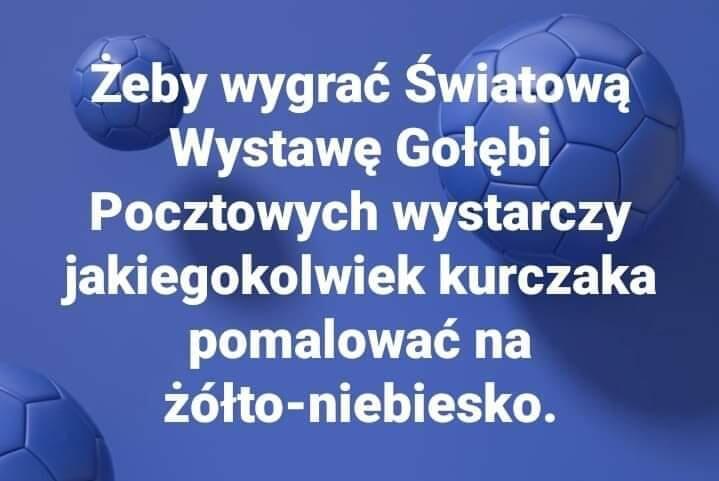 Żeby wygrać Światową
Wystawę Gołębi
Pocztowych wystarczy
jakiegokolwiek kurczaka
pomalować na
żółto-niebiesko.